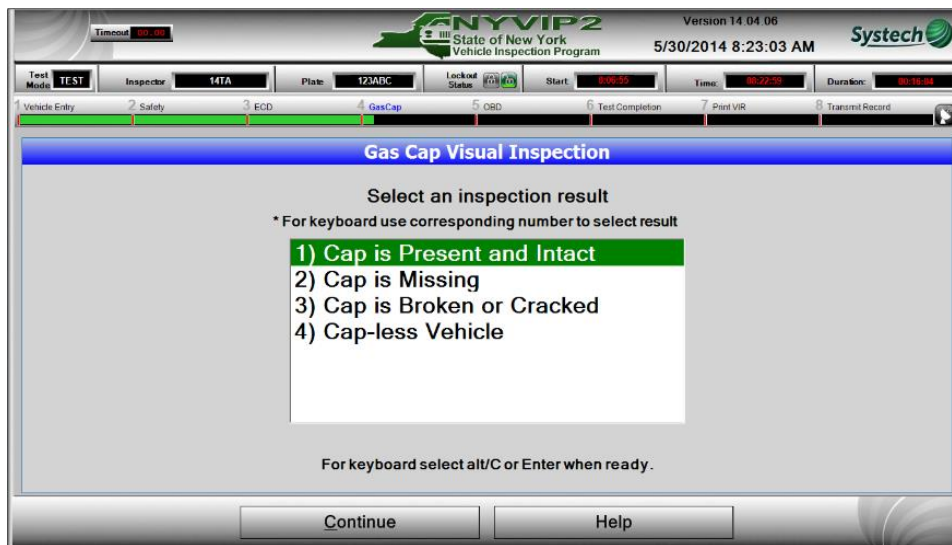 Timeout 00:00
NYVIP2
State of New York
Vehicle Inspection Program
Version 14.04.06
5/30/2014 8:23:03 AM
Systech
Test Mode TEST
Inspector 14TA
Plate 123ABC
Lockout Status
Start 8:06:55
Time: 08:22:59
Duration: 00:16:04
1 Vehicle Entry
2 Safety
3 ECD
4 GasCap
5 OBD
6 Test Completion
7 Print VIR
8 Transmit Record
Gas Cap Visual Inspection
Select an inspection result
* For keyboard use corresponding number to select result
1) Cap is Present and Intact
2) Cap is Missing
3) Cap is Broken or Cracked
4) Cap-less Vehicle
For keyboard select alt/C or Enter when ready.
Continue
Help